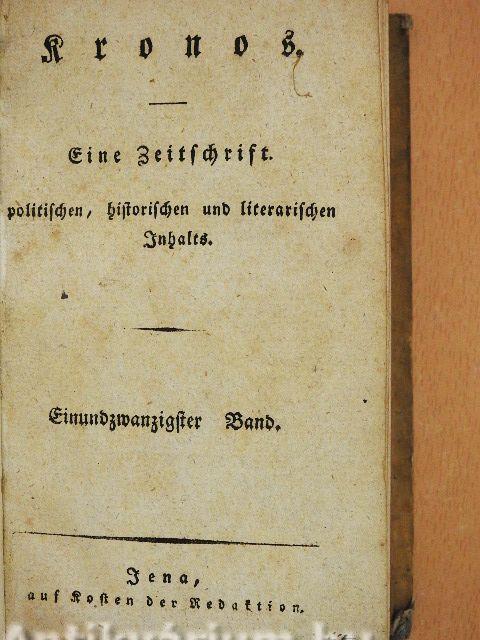 Kronos.
Eine Zeitschrift.
politischen, historischen und literarischen
Inhalts.
Einundzwanzigster Band.
Jena,
auf Kosten der Redaktion.